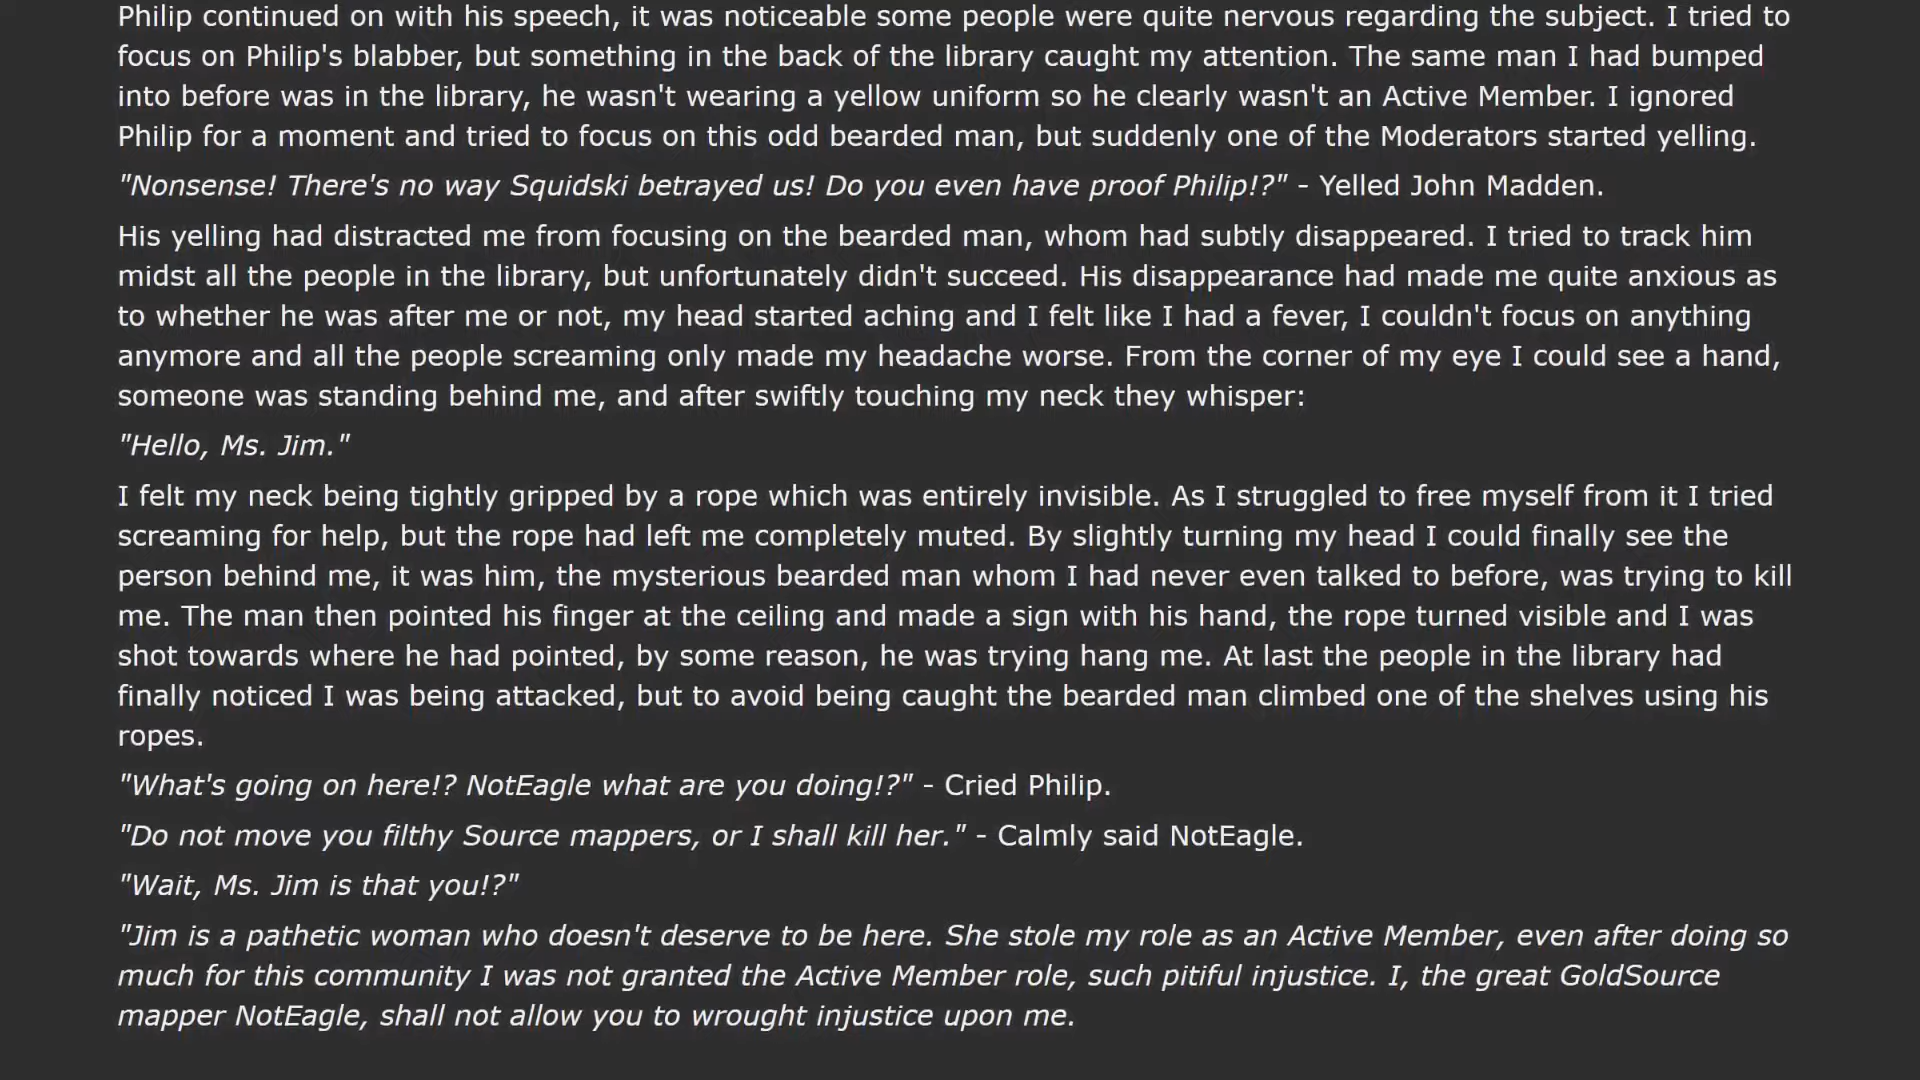 Philip continued on with his speech, it was noticeable some people were quite nervous regarding the subject. I tried to
focus on Philip's blabber, but something in the back of the library caught my attention. The same man I had bumped
into before was in the library, he wasn't wearing a yellow uniform so he clearly wasn't an Active Member. I ignored
Philip for a moment and tried to focus on this odd bearded man, but suddenly one of the Moderators started yelling.
"Nonsense! There's no way Squidski betrayed us! Do you even have proof Philip!?" - Yelled John Madden.
His yelling had distracted me from focusing on the bearded man, whom had subtly disappeared. I tried to track him
midst all the people in the library, but unfortunately didn't succeed. His disappearance had made me quite anxious as
to whether he was after me or not, my head started aching and I felt like I had a fever, I couldn't focus on anything
anymore and all the people screaming only made my headache worse. From the corner of my eye I could see a hand,
someone was standing behind me, and after swiftly touching my neck they whisper:
"Hello, Ms. Jim."
I felt my neck being tightly gripped by a rope which was entirely invisible. As I struggled to free myself from it I tried
screaming for help, but the rope had left me completely muted. By slightly turning my head I could finally see the
person behind me, it was him, the mysterious bearded man whom I had never even talked to before, was trying to kill
me. The man then pointed his finger at the ceiling and made a sign with his hand, the rope turned visible and I was
shot towards where he had pointed, by some reason, he was trying hang me. At last the people in the library had
finally noticed I was being attacked, but to avoid being caught the bearded man climbed one of the shelves using his
ropes.
"What's going on here!? NotEagle what are you doing!?" - Cried Philip.
"Do not move you filthy Source mappers, or I shall kill her." - Calmly said NotEagle.
"Wait, Ms. Jim is that you!?"
"Jim is a pathetic woman who doesn't deserve to be here. She stole my role as an Active Member, even after doing so
much for this community I was not granted the Active Member role, such pitiful injustice. I, the great GoldSource
mapper NotEagle, shall not allow you to wrought injustice upon me.